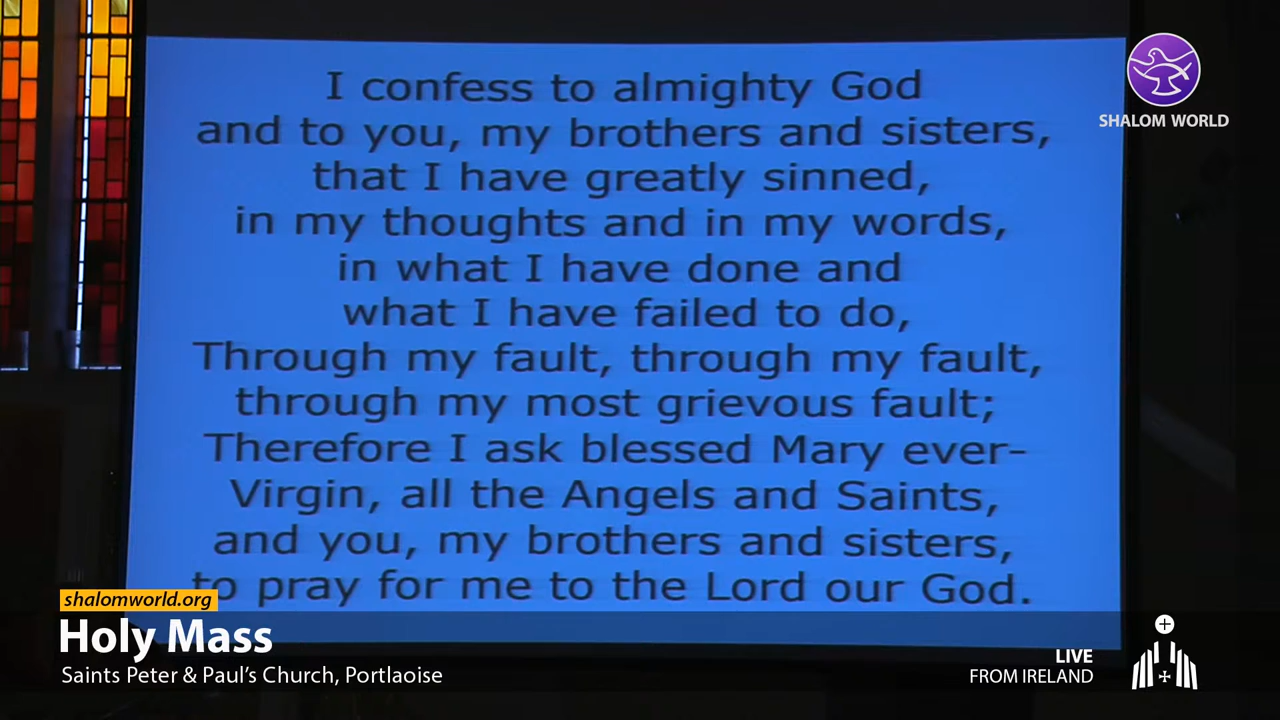 I confess to almighty God
and to you, my brothers and sisters,
that I have greatly sinned,
in my thoughts and in my words,
in what I have done and
what I have failed to do,
Through my fault, through my fault,
through my most grievous fault;
Therefore I ask blessed Mary ever-
Virgin, all the Angels and Saints,
and you, my brothers and sisters,
to pray for me to the Lord our God.
SHALOM WORLD
shalomworld.org
Holy Mass
Saints Peter & Paul's Church, Portlaoise
LIVE
FROM IRELAND